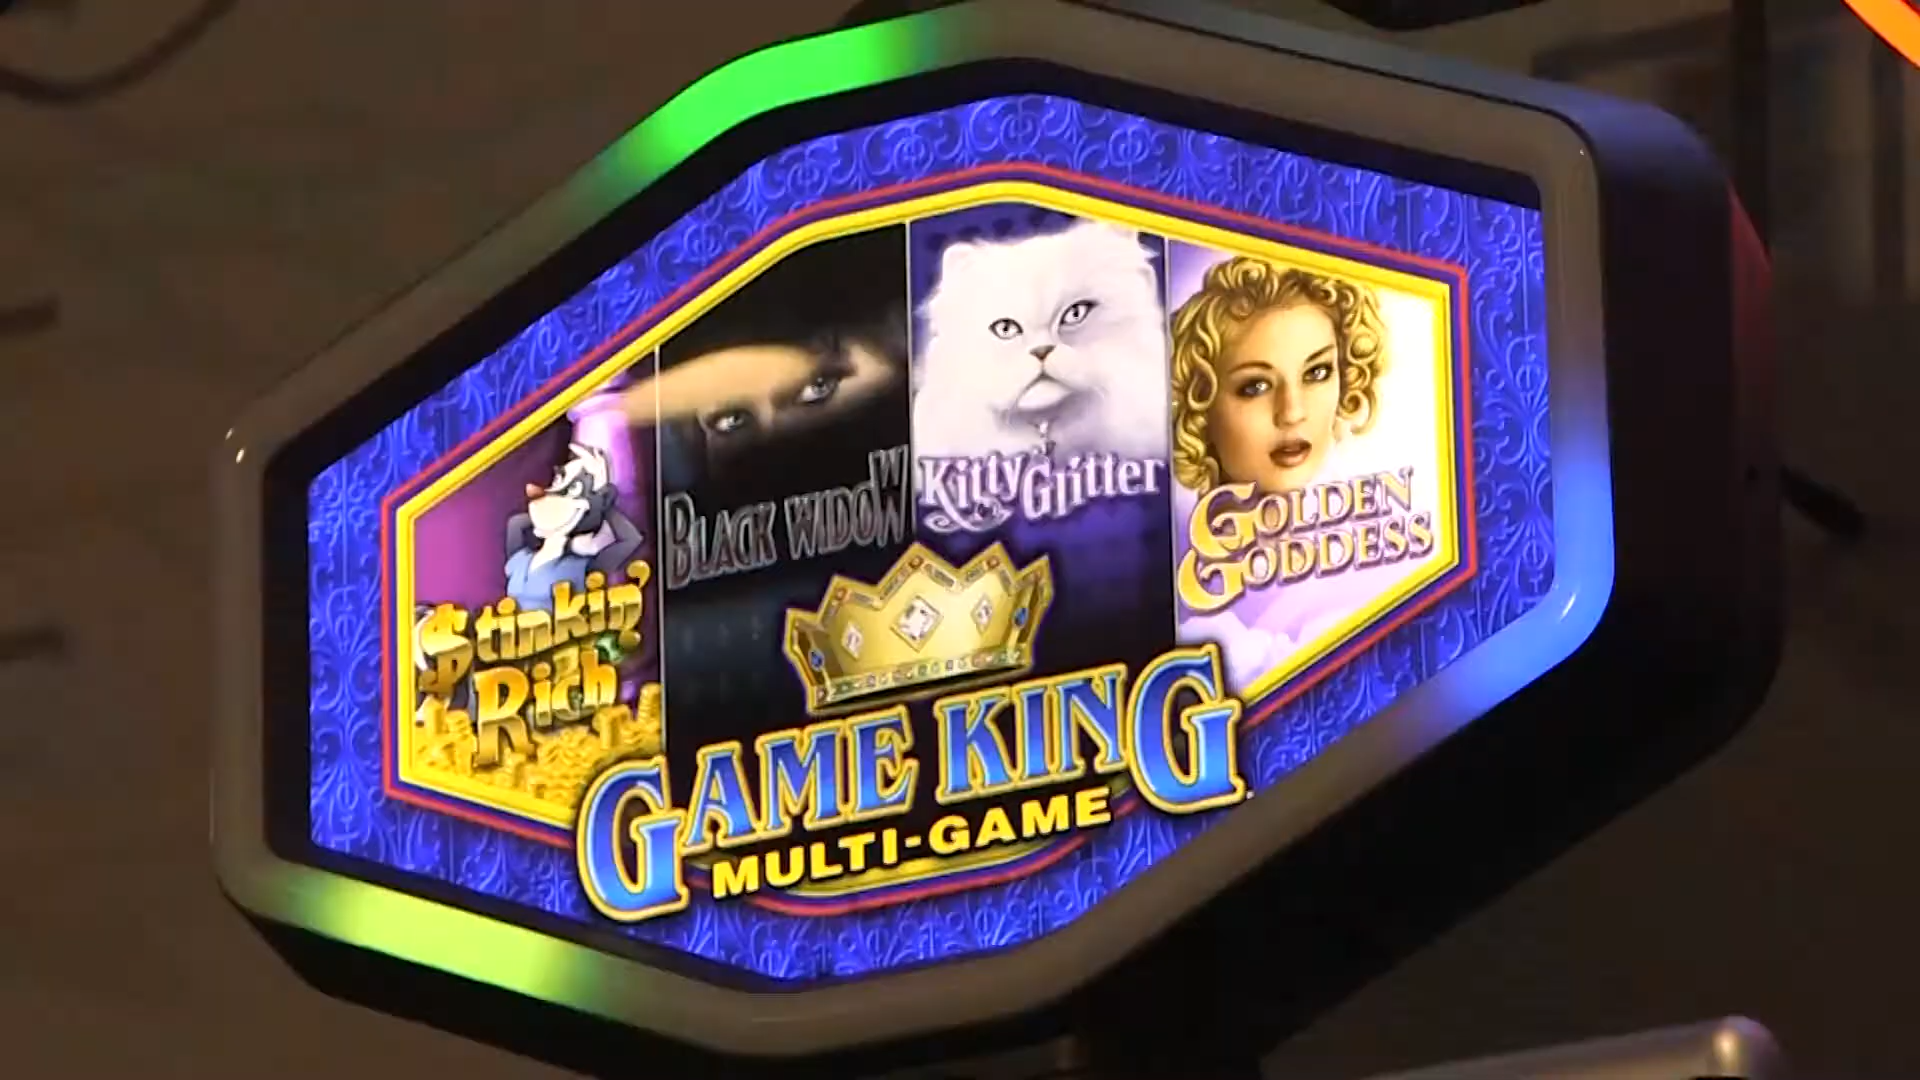 $tinkin'
Rich
BLACK WIDOW
Kitty Glitter
GOLDEN
GODDESS
GAME KING
MULTI-GAME